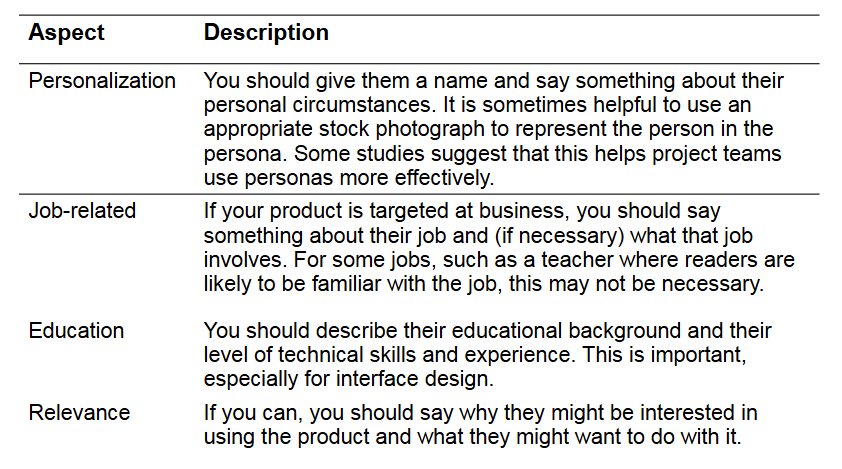 Aspect Description
Personalization You should give them a name and say something about their
personal circumstances. It is sometimes helpful to use an
appropriate stock photograph to represent the person in the
persona. Some studies suggest that this helps project teams
use personas more effectively.
Job-related If your product is targeted at business, you should say
something about their job and (if necessary) what that job
involves. For some jobs, such as a teacher where readers are
likely to be familiar with the job, this may not be necessary.
Education You should describe their educational background and their
level of technical skills and experience. This is important,
especially for interface design.
Relevance If you can, you should say why they might be interested in
using the product and what they might want to do with it.